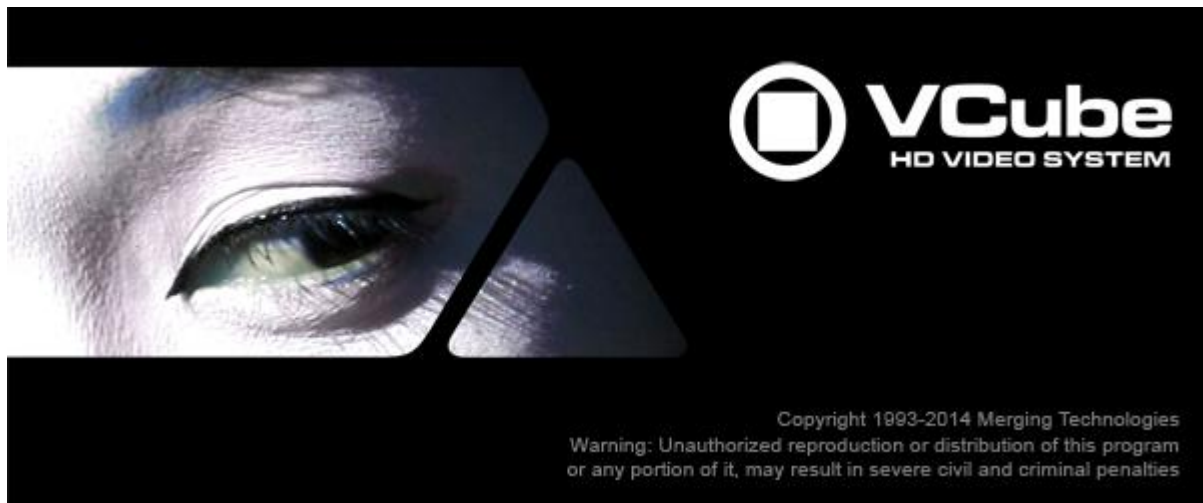 VCube
HD VIDEO SYSTEM
Copyright 1993-2014 Merging Technologies
Warning: Unauthorized reproduction or distribution of this program
or any portion of it, may result in severe civil and criminal penalties